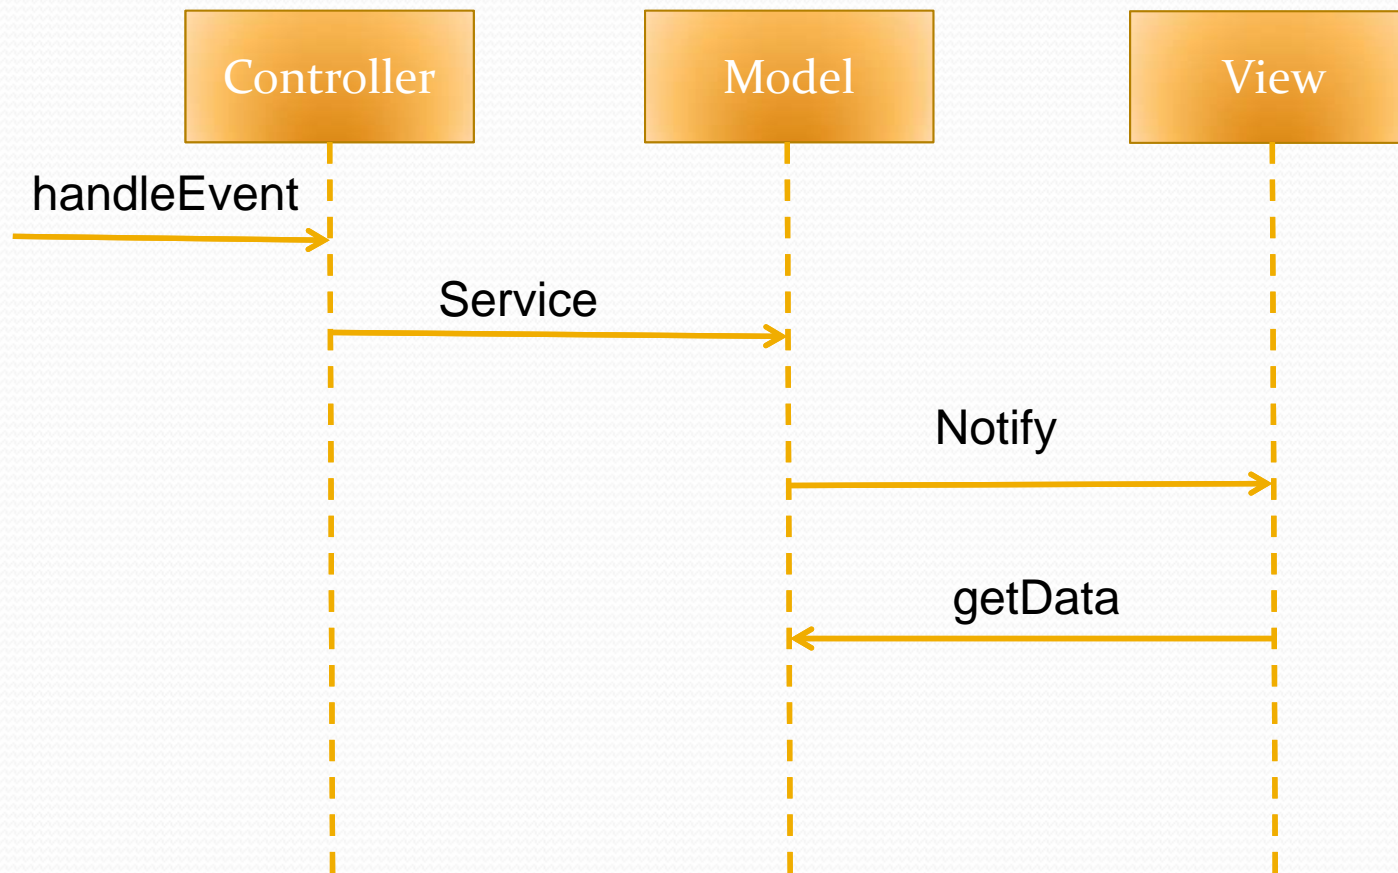 Controller
Model
View
handleEvent
Service
Notify
getData